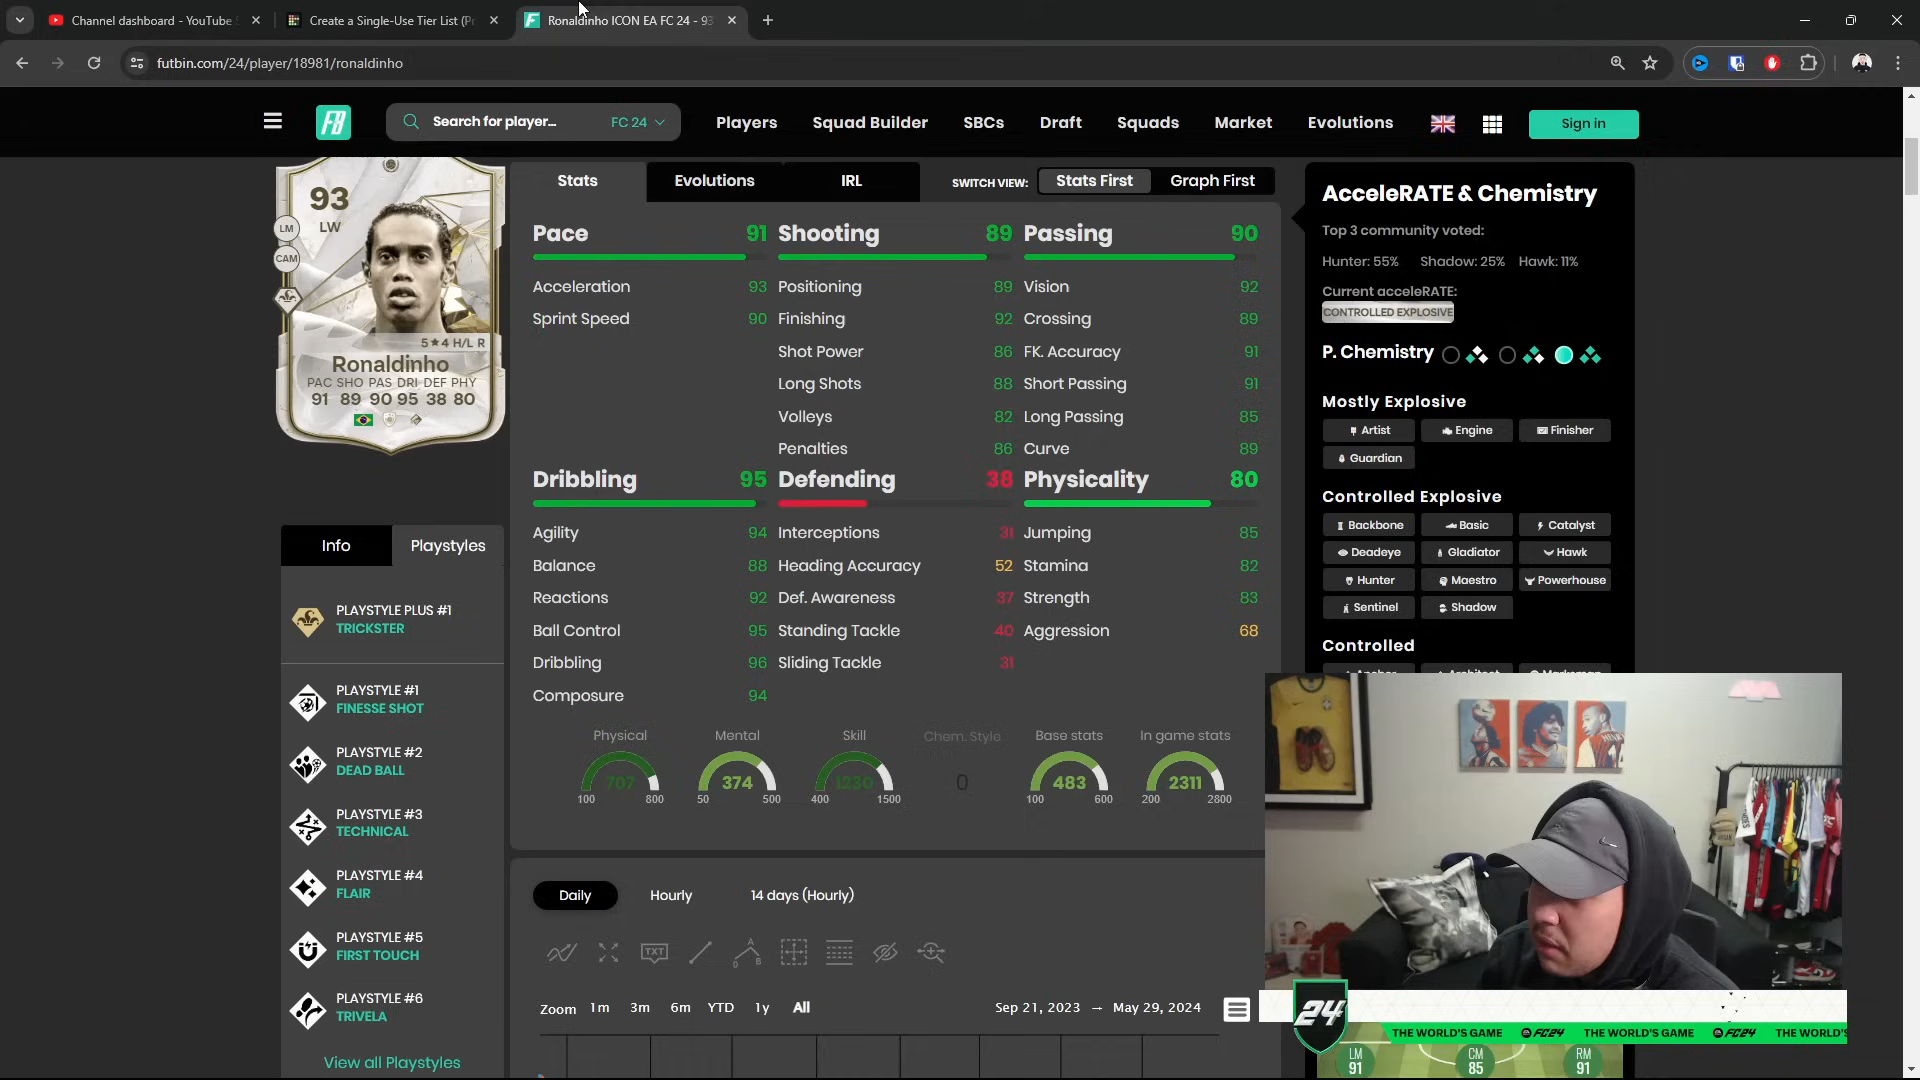 Channel dashboard - YouTube
Create a Single-Use Tier List
Ronaldinho ICON EA FC 24 - 93
futbin.com/24/player/18981/ronaldinho
Search for player...
FC 24
Players
Squad Builder
SBCs
Draft
Squads
Market
Evolutions
Sign in
93
LW
LM
CAM
5★4 H/L R
Ronaldinho
PAC SHO PAS DRI DEF PHY
91 89 90 95 38 80
Stats
Evolutions
IRL
SWITCH VIEW:
Stats First
Graph First
Pace 91
Acceleration 93
Sprint Speed 90
Shooting 89
Positioning 89
Finishing 92
Shot Power 86
Long Shots 88
Volleys 82
Penalties 86
Passing 90
Vision 92
Crossing 89
FK. Accuracy 91
Short Passing 91
Long Passing 85
Curve 89
Dribbling 95
Agility 94
Balance 88
Reactions 92
Ball Control 95
Dribbling 96
Composure 94
Defending 38
Interceptions 31
Heading Accuracy 52
Def. Awareness 37
Standing Tackle 40
Sliding Tackle 31
Physicality 80
Jumping 85
Stamina 82
Strength 83
Aggression 68
Physical
707
100 800
Mental
374
50 500
Skill
1230
400 1500
Chem. Style
0
Base stats
483
100 600
In game stats
2311
200 2800
Info
Playstyles
PLAYSTYLE PLUS #1
TRICKSTER
PLAYSTYLE #1
FINESSE SHOT
PLAYSTYLE #2
DEAD BALL
PLAYSTYLE #3
TECHNICAL
PLAYSTYLE #4
FLAIR
PLAYSTYLE #5
FIRST TOUCH
PLAYSTYLE #6
TRIVELA
View all Playstyles
Daily
Hourly
14 days (Hourly)
TXT
Zoom 1m 3m 6m YTD 1y All
Sep 21, 2023 → May 29, 2024
AcceleRATE & Chemistry
Top 3 community voted:
Hunter: 55% Shadow: 25% Hawk: 11%
Current acceleRATE:
CONTROLLED EXPLOSIVE
P. Chemistry
Mostly Explosive
Artist
Engine
Finisher
Guardian
Controlled Explosive
Backbone
Basic
Catalyst
Deadeye
Gladiator
Hawk
Hunter
Maestro
Powerhouse
Sentinel
Shadow
Controlled
24
THE WORLD'S GAME
FC24
THE WORLD'S GAME
FC24
THE WORLD'S
LM
91
CM
85
RM
91